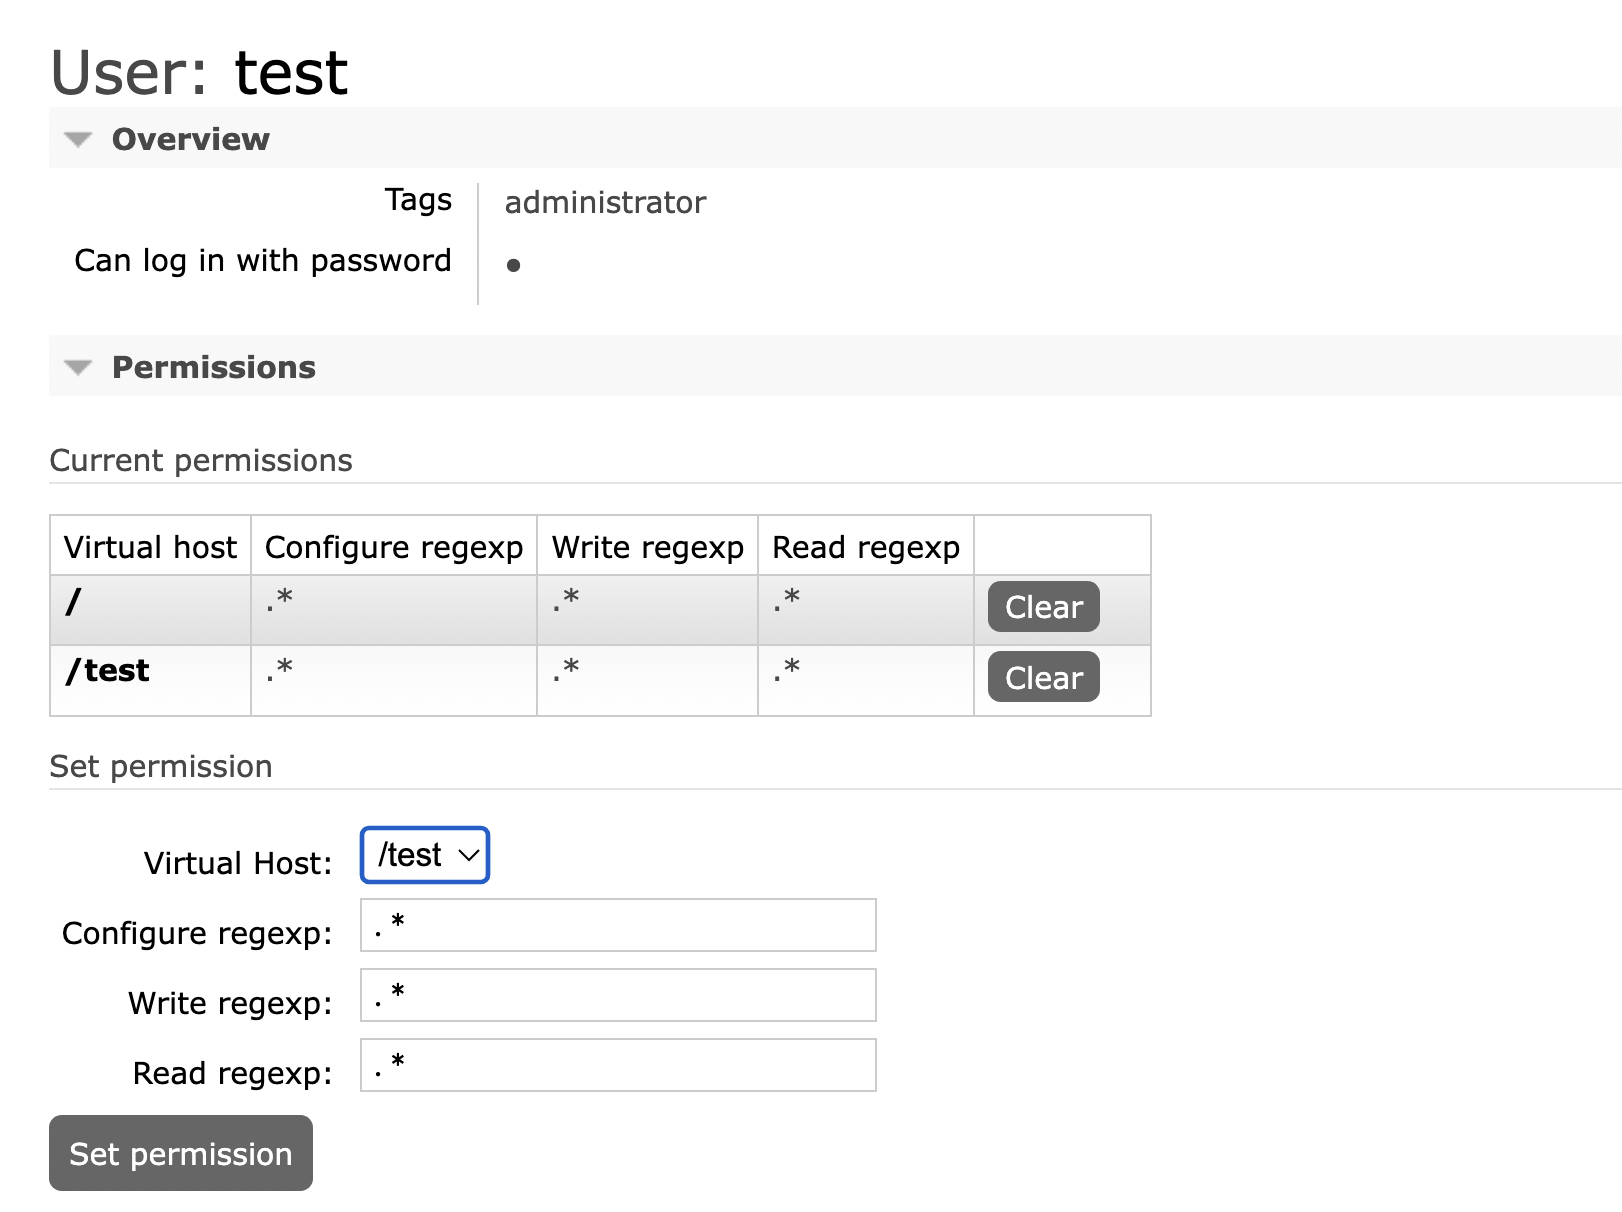 User: test
Overview
Tags administrator
Can log in with password ●
Permissions
Current permissions
Virtual host Configure regexp Write regexp Read regexp
/ .* .* .* Clear
/test .* .* .* Clear
Set permission
Virtual Host: /test
Configure regexp: .*
Write regexp: .*
Read regexp: .*
Set permission